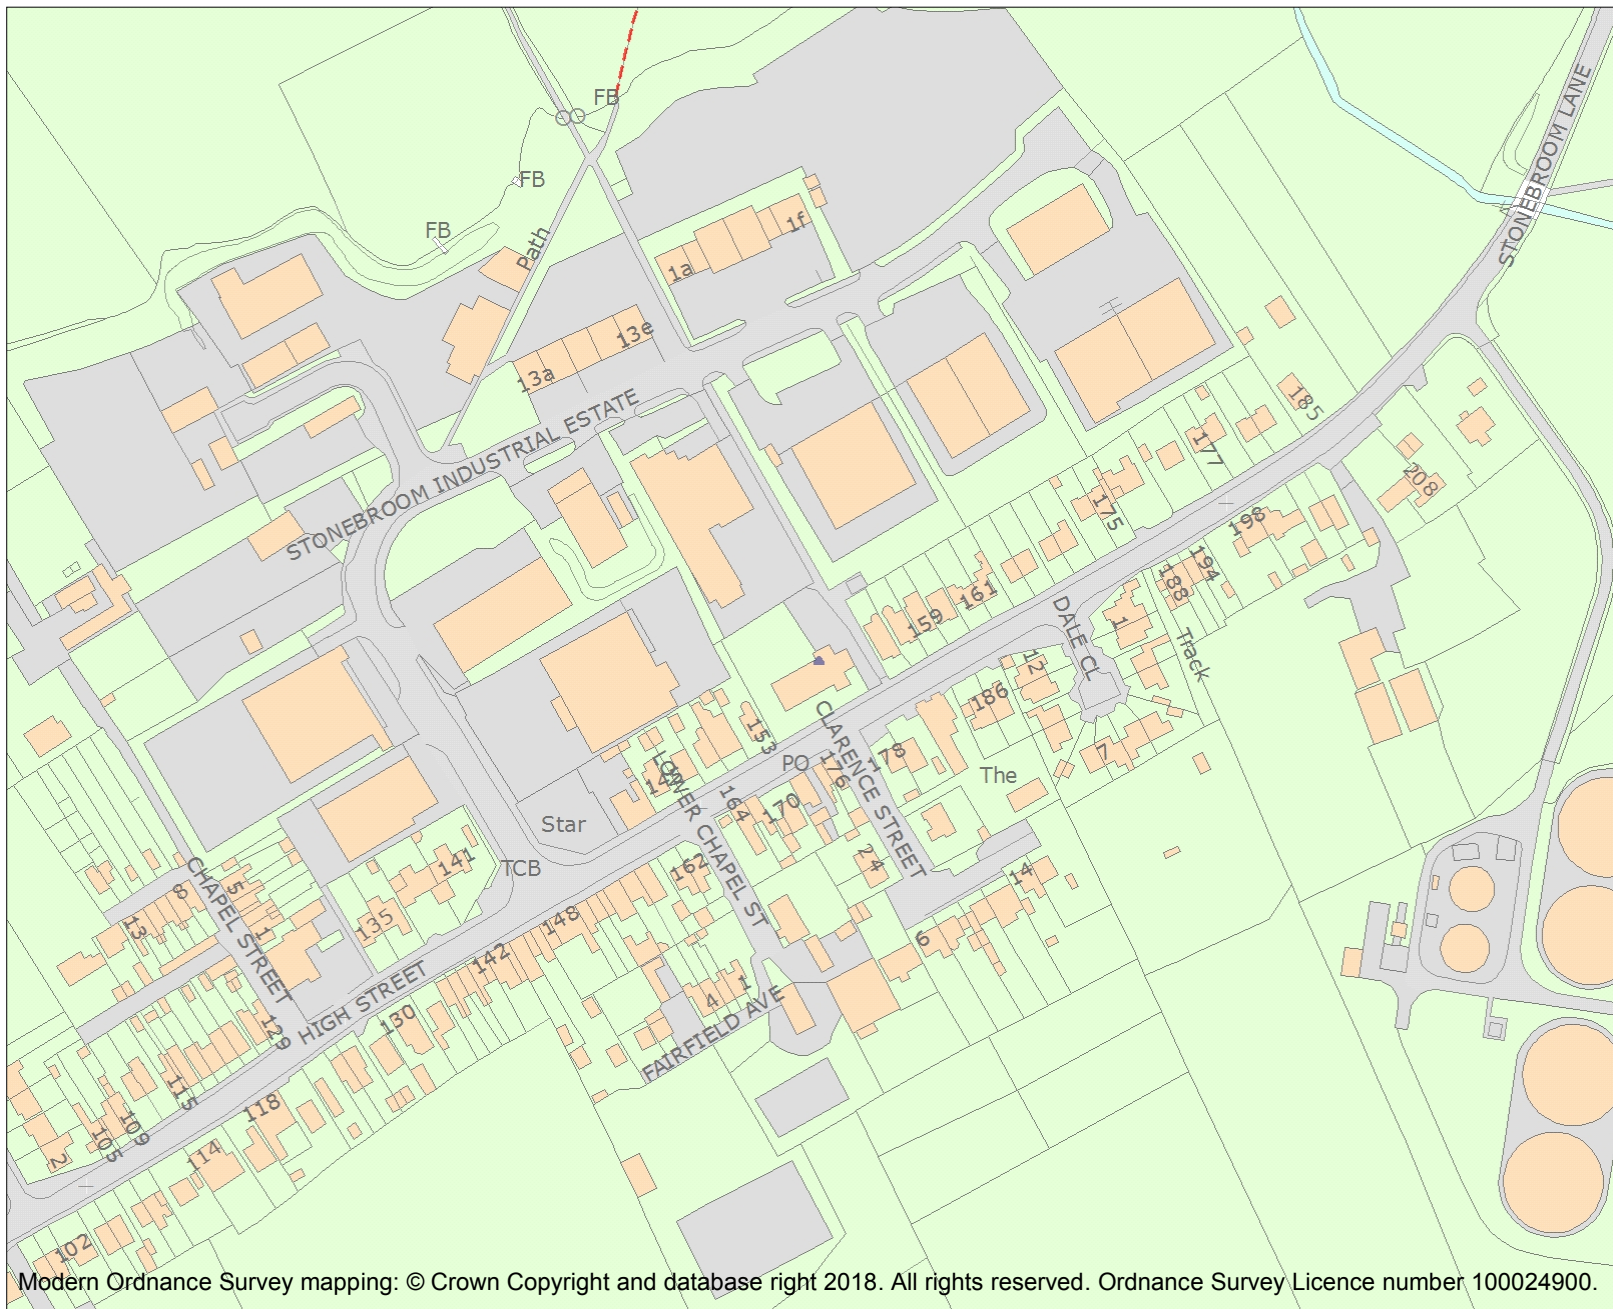 FB
STONEBROOM LANE
FB
1f
FB
Path
1a
13e
13a
185
STONEBROOM INDUSTRIAL ESTATE
177
208
175
198
194
188
161
159
DALE CL
1
Track
12
186
CLARENCE STREET
153
178
PO
176
The
7
LOWER CHAPEL ST
164
170
Star
TCB
162
24
14
141
CHAPEL STREET
8
5
13
135
1
148
6
142
1
4
HIGH STREET
130
129
FAIRFIELD AVE
115
118
109
105
114
2
102
Modern Ordnance Survey mapping: © Crown Copyright and database right 2018. All rights reserved. Ordnance Survey Licence number 100024900.